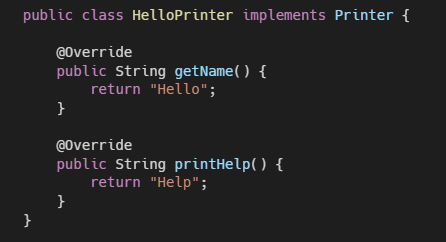 public class HelloPrinter implements Printer {
@Override
public String getName() {
return "Hello";
}
@Override
public String printHelp() {
return "Help";
}
}